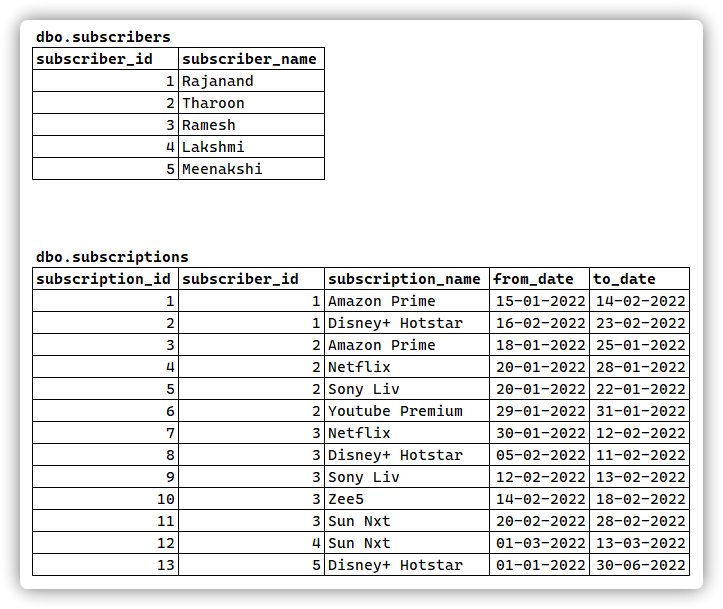 dbo.subscribers
subscriber_id subscriber_name
1 Rajanand
2 Tharoon
3 Ramesh
4 Lakshmi
5 Meenakshi
dbo.subscriptions
subscription_id subscriber_id subscription_name from_date to_date
1 1 Amazon Prime 15-01-2022 14-02-2022
2 1 Disney+ Hotstar 16-02-2022 23-02-2022
3 2 Amazon Prime 18-01-2022 25-01-2022
4 2 Netflix 20-01-2022 28-01-2022
5 2 Sony Liv 20-01-2022 22-01-2022
6 2 Youtube Premium 29-01-2022 31-01-2022
7 3 Netflix 30-01-2022 12-02-2022
8 3 Disney+ Hotstar 05-02-2022 11-02-2022
9 3 Sony Liv 12-02-2022 13-02-2022
10 3 Zee5 14-02-2022 18-02-2022
11 3 Sun Nxt 20-02-2022 28-02-2022
12 4 Sun Nxt 01-03-2022 13-03-2022
13 5 Disney+ Hotstar 01-01-2022 30-06-2022